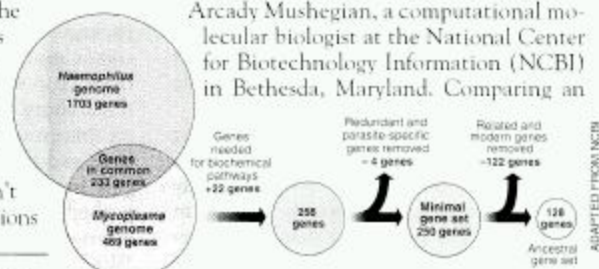 he
s
't
ions
Arcady Mushegian, a computational mo-
lecular biologist at the National Center
for Biotechnology Information (NCBI)
in Bethesda, Maryland. Comparing an
Haemophilus
genome
1703 genes
Genes
in common
233 genes
Mycoplasma
genome
469 genes
Genes
needed
for biochemical
pathways
+22 genes
genes
Redundant and
parasite-specific
genes removed
– 4 genes
Minimal
gene set
250 genes
Related and
modern genes
removed
–122 genes
128
genes
Ancestral
gene set
ADAPTED FROM NCBI